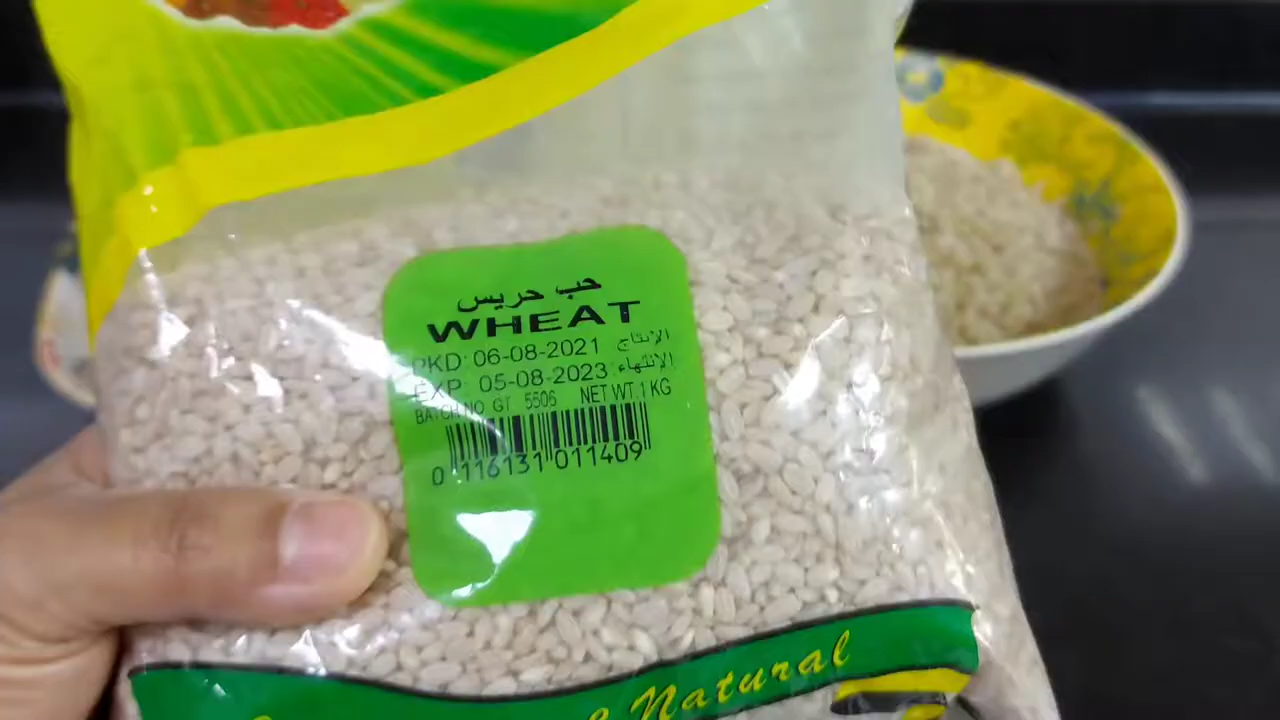 حب حريس
WHEAT
PKD: 06-08-2021 الإنتاج
EXP: 05-08-2023 الإنتهاء
BATCH NO GT 5506 NET WT. 1 KG
0 116131 011409
Natural